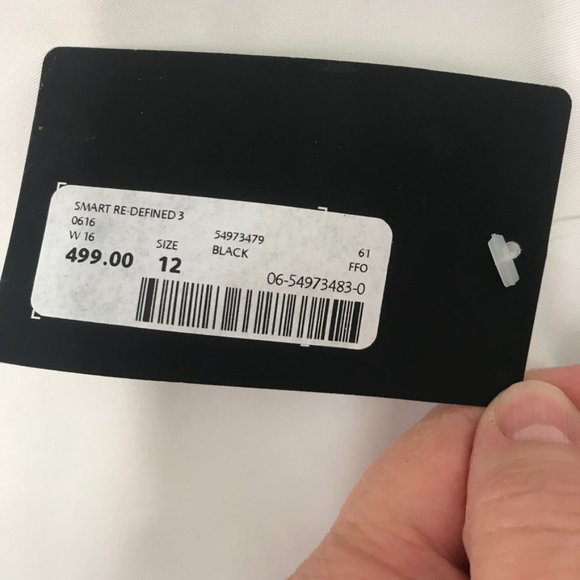 SMART RE-DEFINED 3
0616
W 16 SIZE 54973479 61
499.00 12 BLACK FFO
06-54973483-0